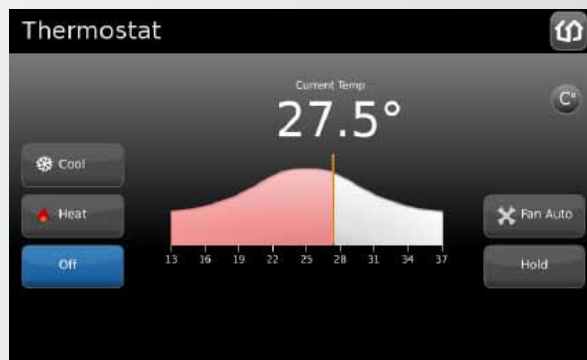 Thermostat
Current Temp
27.5°
C°
Cool
Heat
Off
Fan Auto
Hold
13 16 19 22 25 28 31 34 37